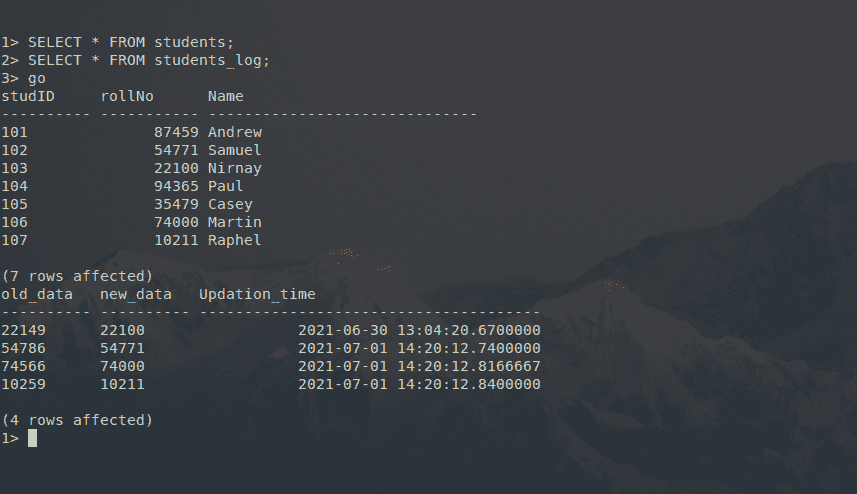 1> SELECT * FROM students;
2> SELECT * FROM students_log;
3> go
studID     rollNo      Name
---------- ----------- ------------------------------
101              87459 Andrew
102              54771 Samuel
103              22100 Nirnay
104              94365 Paul
105              35479 Casey
106              74000 Martin
107              10211 Raphel
(7 rows affected)
old_data   new_data   Updation_time
---------- ---------- --------------------------------------
22149      22100                 2021-06-30 13:04:20.6700000
54786      54771                 2021-07-01 14:20:12.7400000
74566      74000                 2021-07-01 14:20:12.8166667
10259      10211                 2021-07-01 14:20:12.8400000
(4 rows affected)
1>